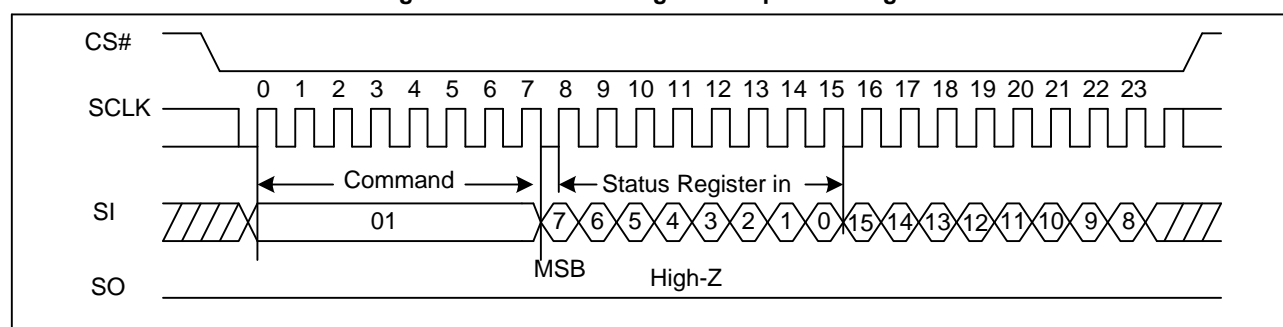 CS#
0 1 2 3 4 5 6 7 8 9 10 11 12 13 14 15 16 17 18 19 20 21 22 23
SCLK
Command
Status Register in
SI
01
7 6 5 4 3 2 1 0 15 14 13 12 11 10 9 8
MSB
High-Z
SO